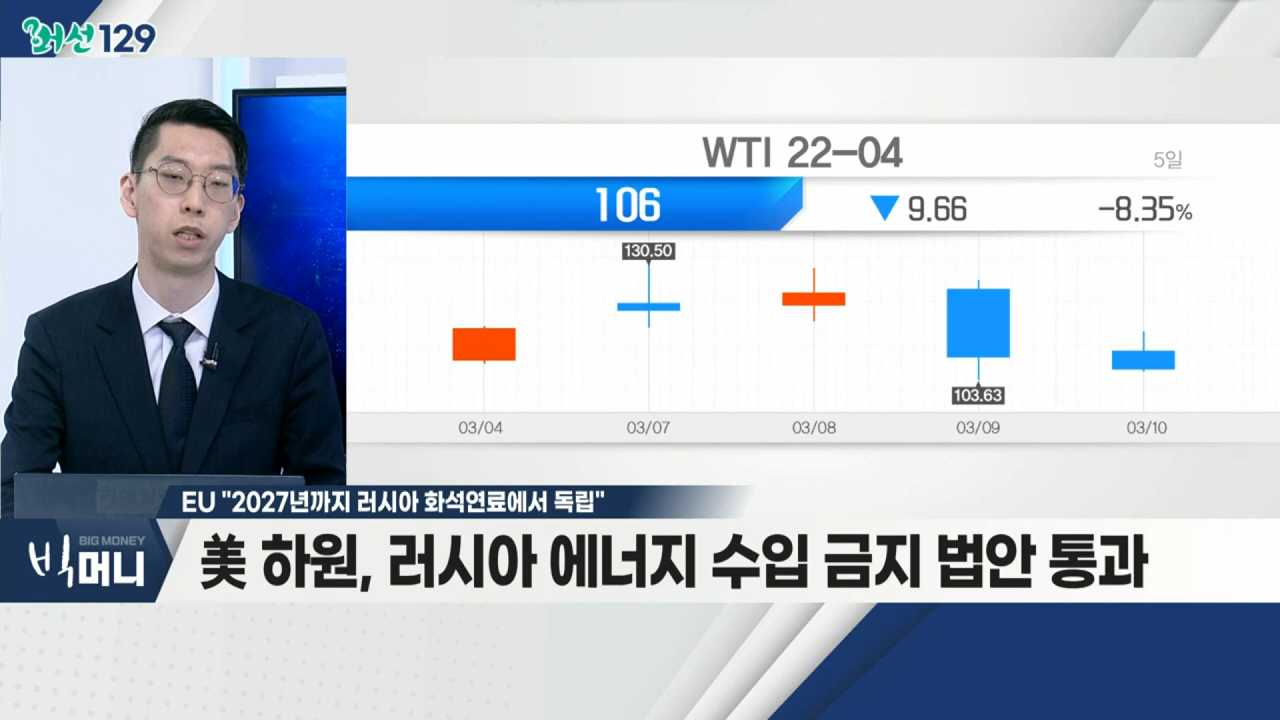 머선129
WTI 22-04
5일
106
▼ 9.66
-8.35%
130.50
103.63
03/04
03/07
03/08
03/09
03/10
EU "2027년까지 러시아 화석연료에서 독립"
BIG MONEY
빅머니
美 하원, 러시아 에너지 수입 금지 법안 통과